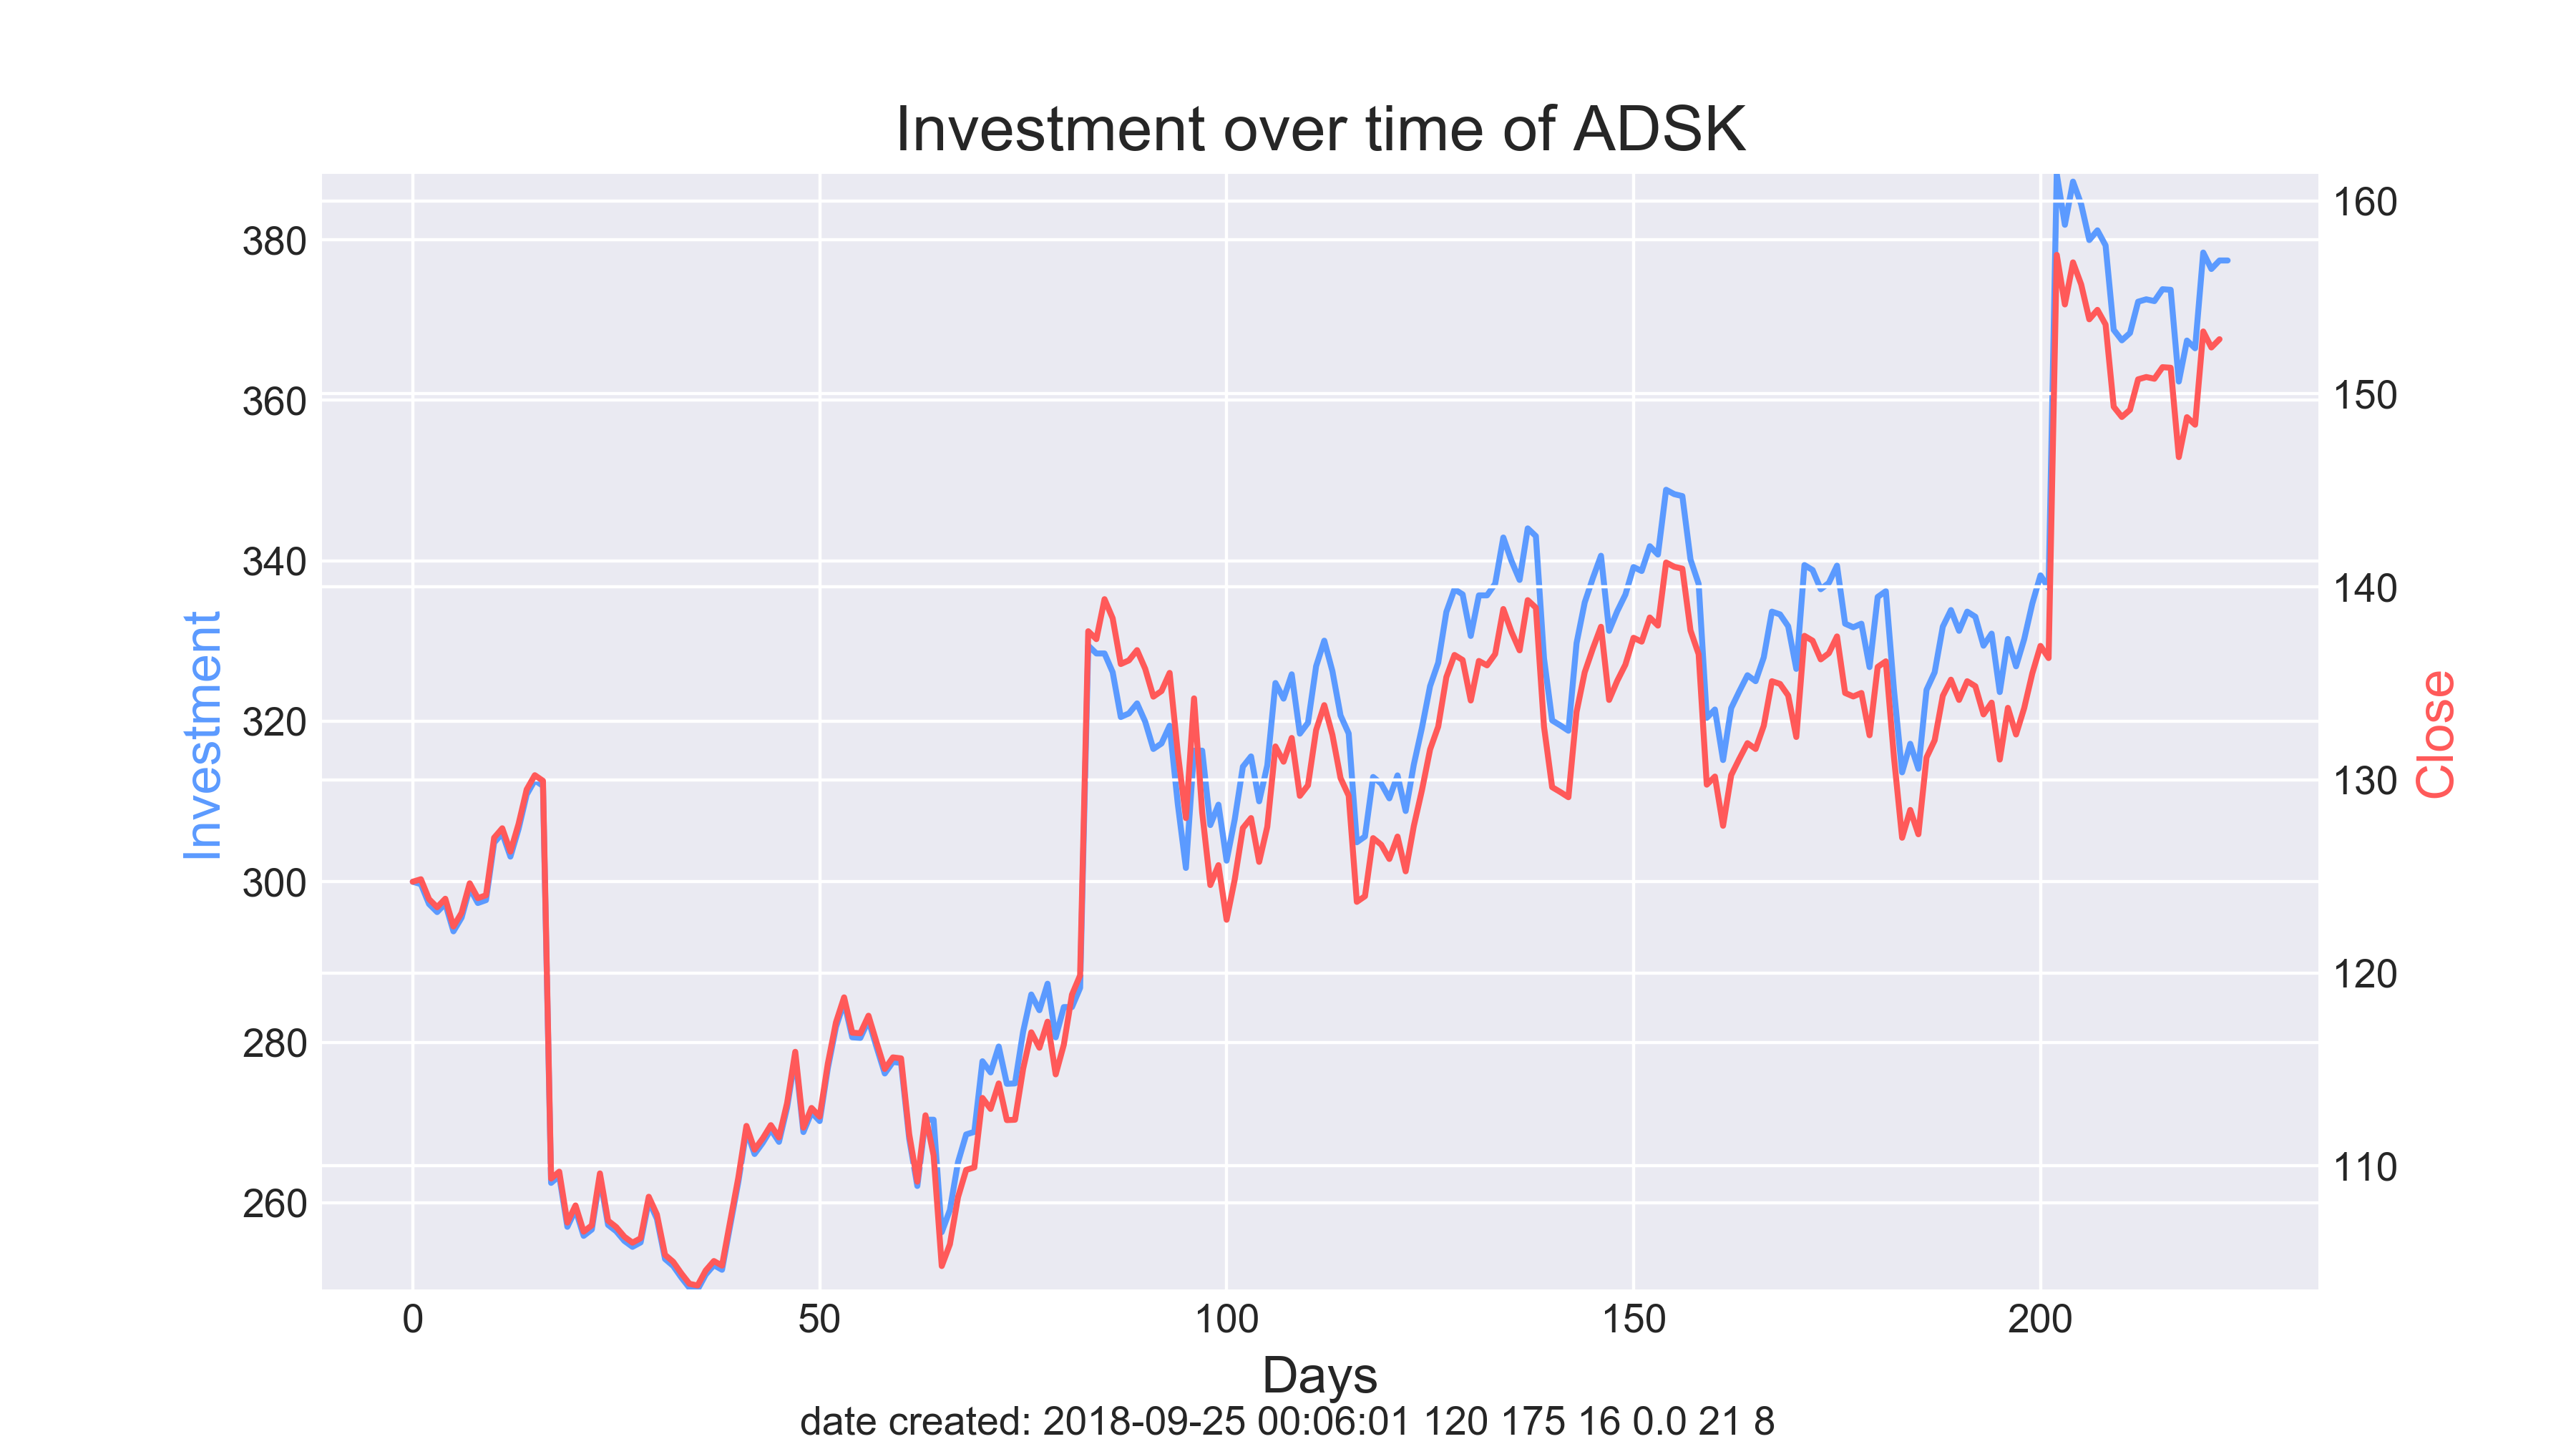 Investment over time of ADSK
380
360
340
320
300
280
260
Investment
160
150
140
130
120
110
Close
0 50 100 150 200
Days
date created: 2018-09-25 00:06:01 120 175 16 0.0 21 8